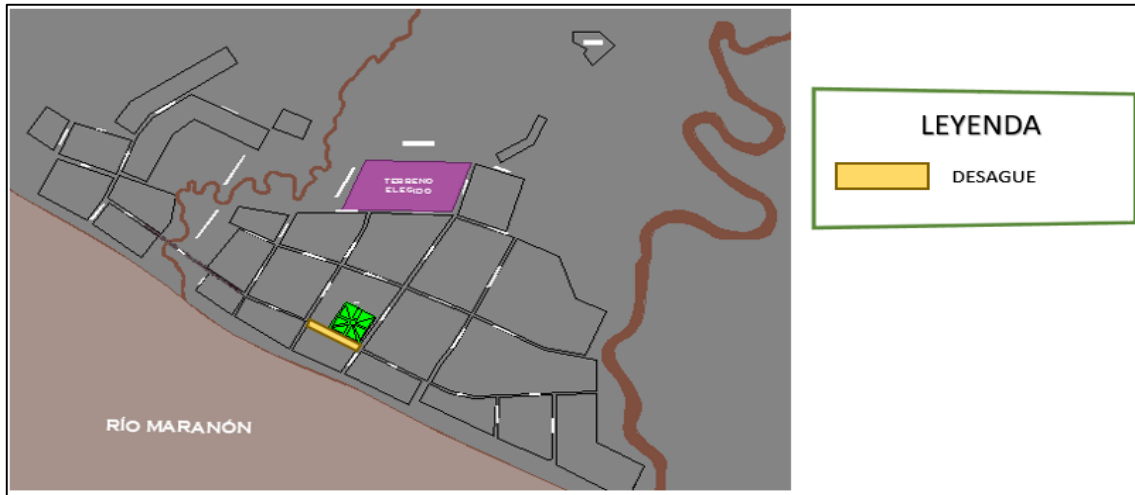 TERRENO
ELEGIDO
RÍO MARANÓN
LEYENDA
DESAGUE